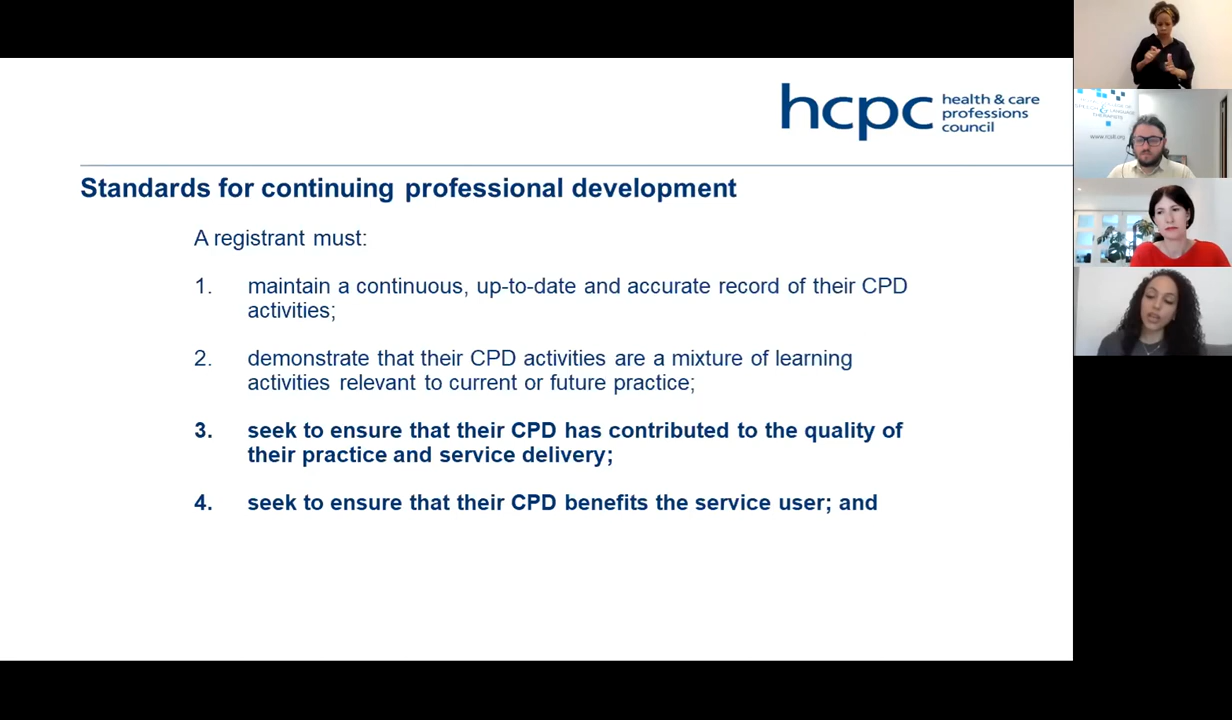 hcpc
health & care
professions
council
Standards for continuing professional development
A registrant must:
1. maintain a continuous, up-to-date and accurate record of their CPD
activities;
2. demonstrate that their CPD activities are a mixture of learning
activities relevant to current or future practice;
3. seek to ensure that their CPD has contributed to the quality of
their practice and service delivery;
4. seek to ensure that their CPD benefits the service user; and
&
LANGUAGE
THERAPISTS